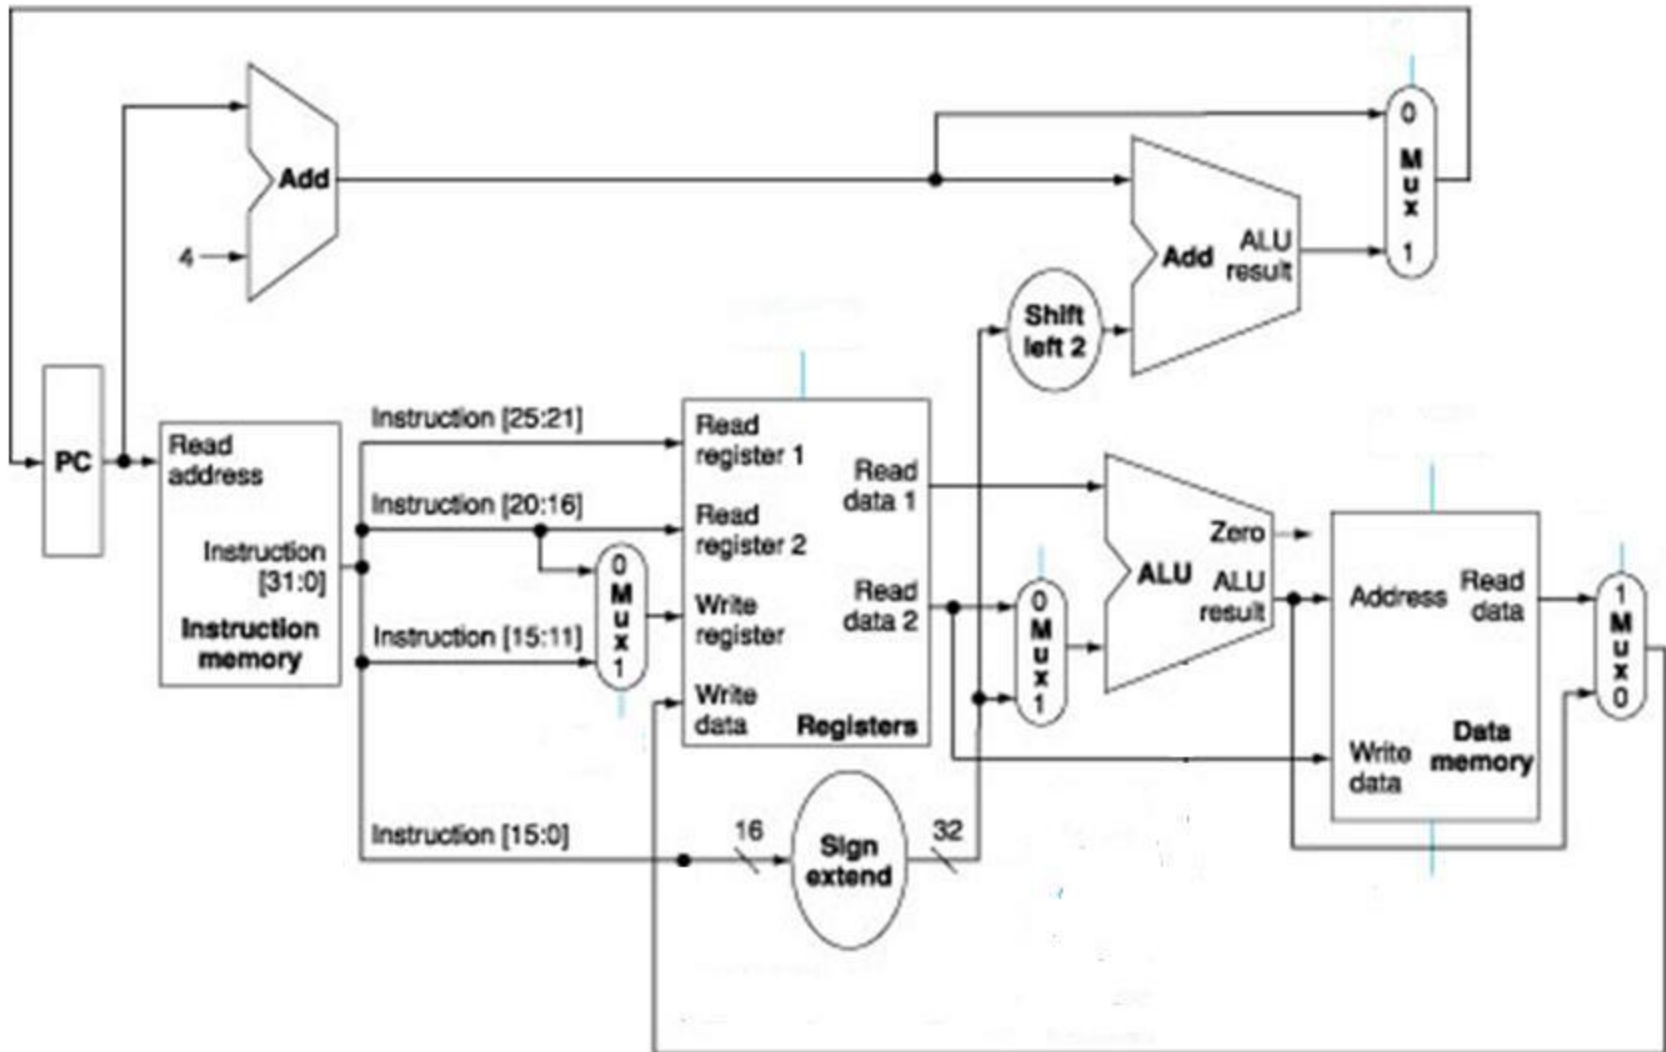 Add
4
0
M
u
x
1
Add
ALU
result
Shift
left 2
PC
Read
address
Instruction
[31:0]
Instruction
memory
Instruction [25:21]
Instruction [20:16]
Instruction [15:11]
Instruction [15:0]
0
M
u
x
1
Read
register 1
Read
register 2
Write
register
Write
data
Read
data 1
Read
data 2
Registers
16
Sign
extend
32
0
M
u
x
1
Zero
ALU
ALU
result
Address
Read
data
Write
data
Data
memory
1
M
u
x
0